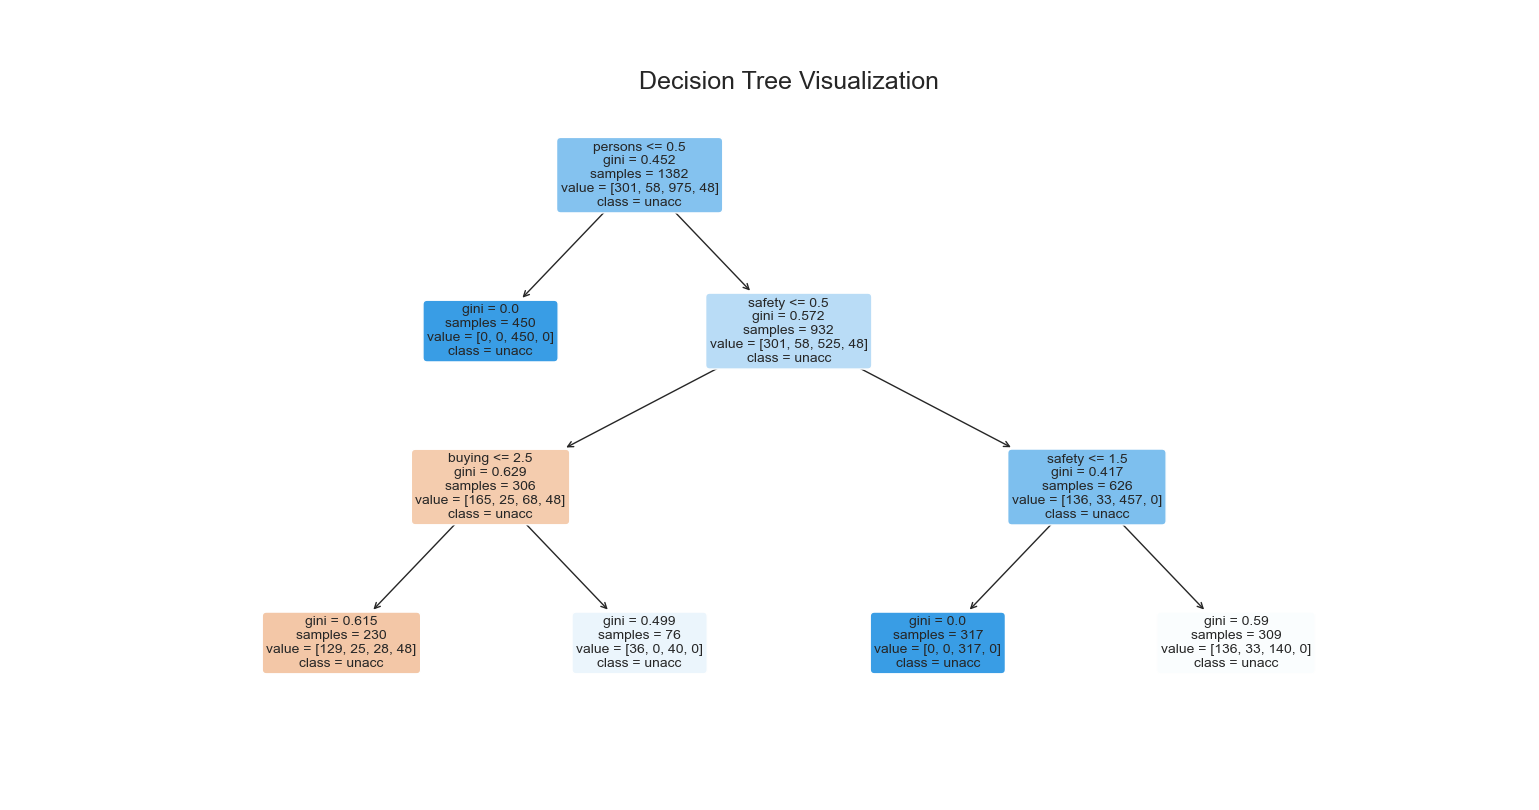 Decision Tree Visualization
persons <= 0.5
gini = 0.452
samples = 1382
value = [301, 58, 975, 48]
class = unacc
gini = 0.0
samples = 450
value = [0, 0, 450, 0]
class = unacc
safety <= 0.5
gini = 0.572
samples = 932
value = [301, 58, 525, 48]
class = unacc
buying <= 2.5
gini = 0.629
samples = 306
value = [165, 25, 68, 48]
class = unacc
safety <= 1.5
gini = 0.417
samples = 626
value = [136, 33, 457, 0]
class = unacc
gini = 0.615
samples = 230
value = [129, 25, 28, 48]
class = unacc
gini = 0.499
samples = 76
value = [36, 0, 40, 0]
class = unacc
gini = 0.0
samples = 317
value = [0, 0, 317, 0]
class = unacc
gini = 0.59
samples = 309
value = [136, 33, 140, 0]
class = unacc